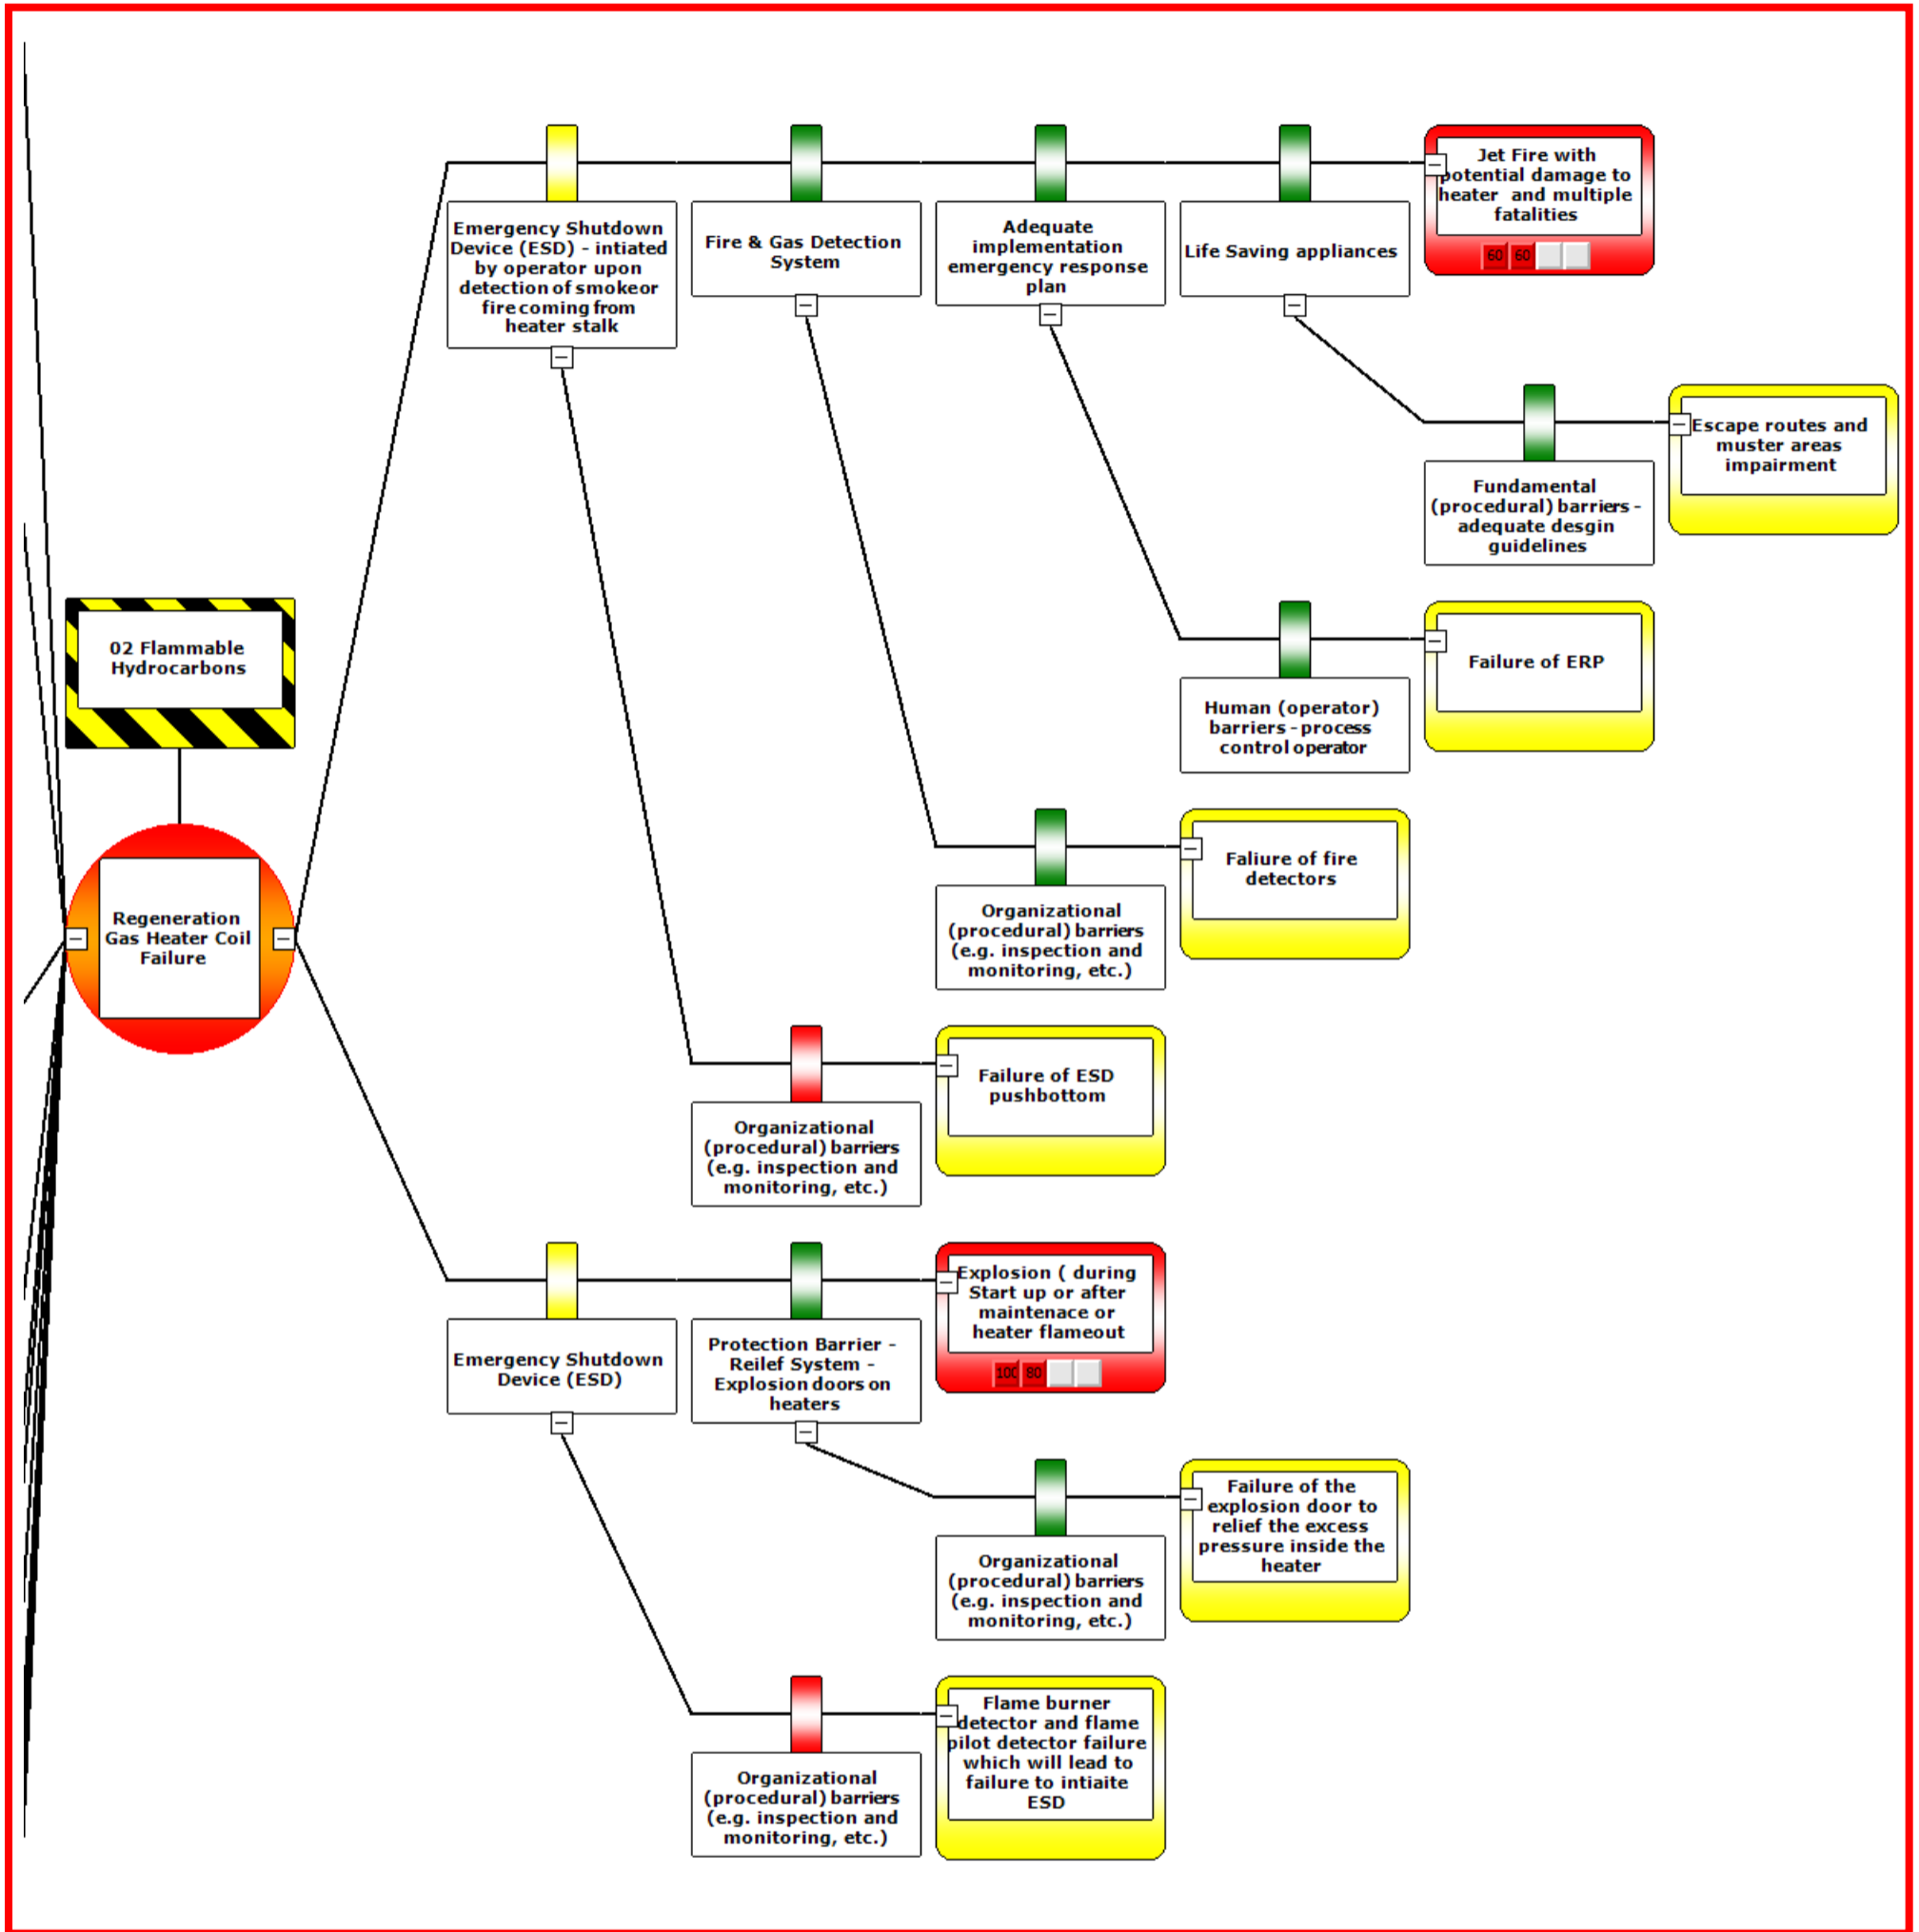 Emergency Shutdown
Device (ESD) - intiated
by operator upon
detection of smokeor
fire coming from
heater stalk
Fire & Gas Detection
System
Adequate
implementation
emergency response
plan
Life Saving appliances
Jet Fire with
potential damage to
heater and multiple
fatalities
60 60
Fundamental
(procedural) barriers -
adequate desgin
guidelines
Escape routes and
muster areas
impairment
02 Flammable
Hydrocarbons
Human (operator)
barriers - process
control operator
Failure of ERP
Regeneration
Gas Heater Coil
Failure
Organizational
(procedural) barriers
(e.g. inspection and
monitoring, etc.)
Faliure of fire
detectors
Organizational
(procedural) barriers
(e.g. inspection and
monitoring, etc.)
Failure of ESD
pushbottom
Emergency Shutdown
Device (ESD)
Protection Barrier -
Reilef System -
Explosion doors on
heaters
Explosion ( during
Start up or after
maintenace or
heater flameout
100 80
Organizational
(procedural) barriers
(e.g. inspection and
monitoring, etc.)
Failure of the
explosion door to
relief the excess
pressure inside the
heater
Organizational
(procedural) barriers
(e.g. inspection and
monitoring, etc.)
Flame burner
detector and flame
pilot detector failure
which will lead to
failure to intiaite
ESD